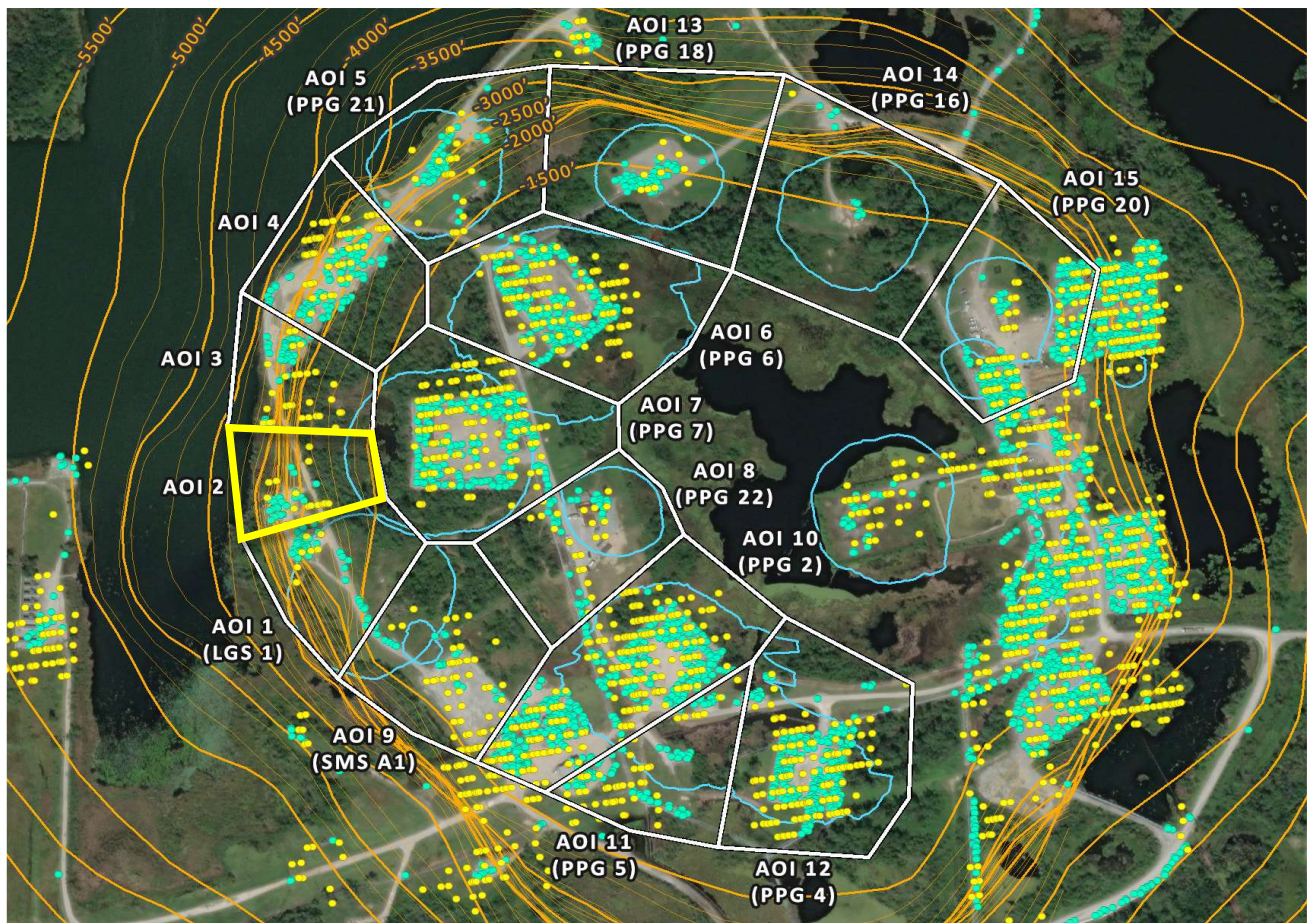 -5500'
-5000'
-4500'
-4000'
-3500'
-3000'
-2500'
-2000'
-1500'
AOI 13
(PPG 18)
AOI 14
(PPG 16)
AOI 5
(PPG 21)
AOI 15
(PPG 20)
AOI 4
AOI 3
AOI 6
(PPG 6)
AOI 7
(PPG 7)
AOI 8
(PPG 22)
AOI 2
AOI 10
(PPG 2)
AOI 1
(LGS 1)
AOI 9
(SMS A1)
AOI 11
(PPG 5)
AOI 12
(PPG 4)